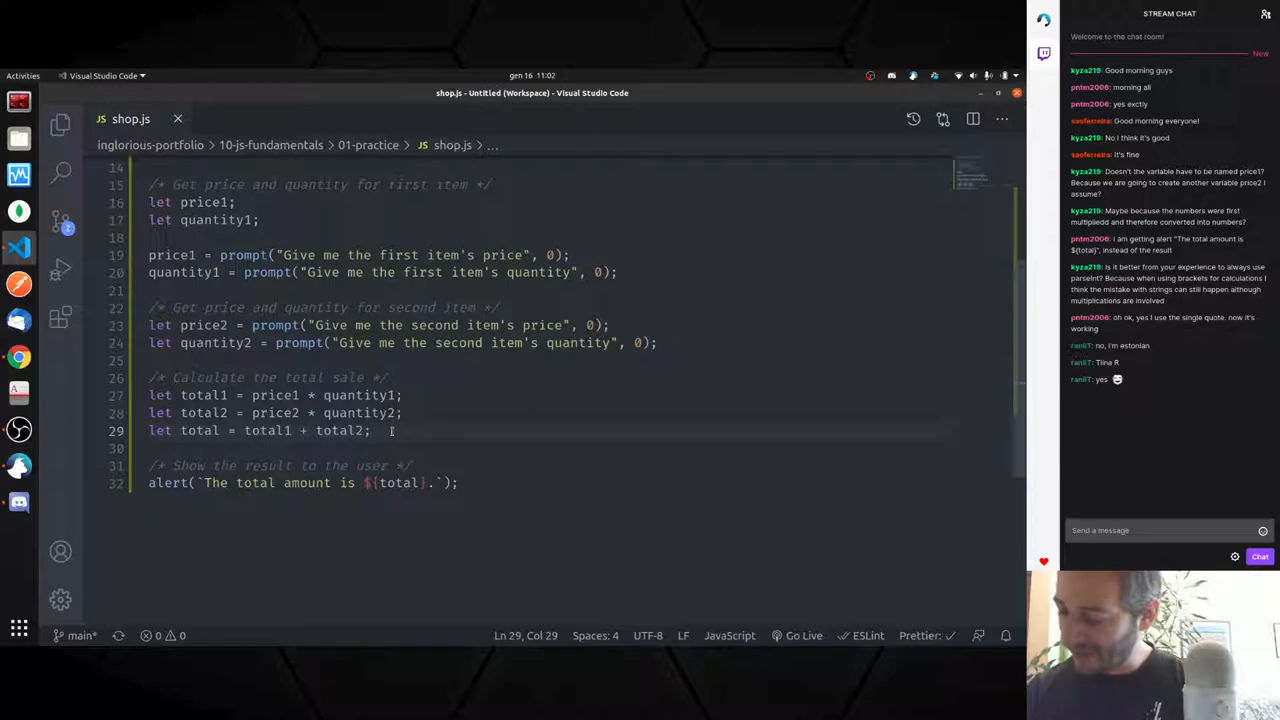 Activities
Visual Studio Code
gen 16 11:02
shop.js - Untitled (Workspace) - Visual Studio Code
JS shop.js
inglorious-portfolio > 10-js-fundamentals > 01-practice > JS shop.js > ...
14
15 /* Get price and quantity for first item */
16 let price1;
17 let quantity1;
18
19 price1 = prompt("Give me the first item's price", 0);
20 quantity1 = prompt("Give me the first item's quantity", 0);
21
22 /* Get price and quantity for second item */
23 let price2 = prompt("Give me the second item's price", 0);
24 let quantity2 = prompt("Give me the second item's quantity", 0);
25
26 /* Calculate the total sale */
27 let total1 = price1 * quantity1;
28 let total2 = price2 * quantity2;
29 let total = total1 + total2;
30
31 /* Show the result to the user */
32 alert(`The total amount is ${total}.`);
2
main*
0 0
Ln 29, Col 29
Spaces: 4
UTF-8
LF
JavaScript
Go Live
ESLint
Prettier: ✓
STREAM CHAT
Welcome to the chat room!
New
kyza219: Good morning guys
pntm2006: morning all
pntm2006: yes exctly
saoferreira: Good morning everyone!
kyza219: No I think it's good
saoferreira: It's fine
kyza219: Doesn't the variable have to be named price1?
Because we are going to create another variable price2 I
assume?
kyza219: Maybe because the numbers were first
multipliedd and therefore converted into numbers?
pntm2006: I am getting alert "The total amount is
${total}", instead of the result
kyza219: Is it better from your experience to always use
parseInt? Because when using brackets for calculations I
think the mistake with strings can still happen although
multiplications are involved
pntm2006: oh ok, yes I use the single quote. now it's
working
raniiT: no, i'm estonian
raniiT: Tiina R
raniiT: yes
Send a message
Chat